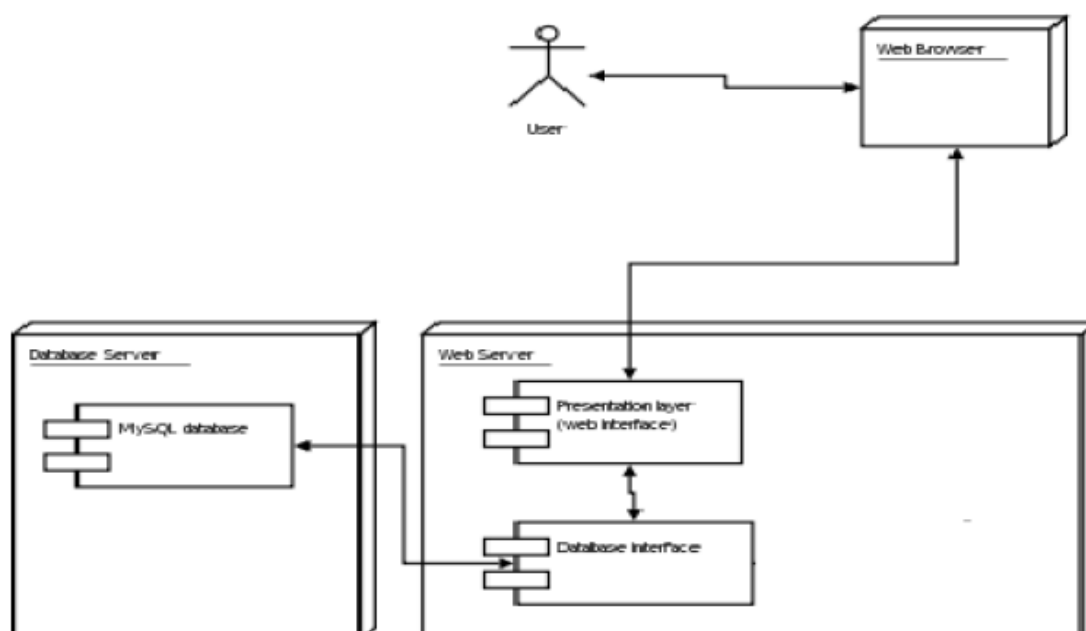 Web Browser
User
Database Server
MySQL database
Web Server
Presentation layer
(web interface)
Database interface